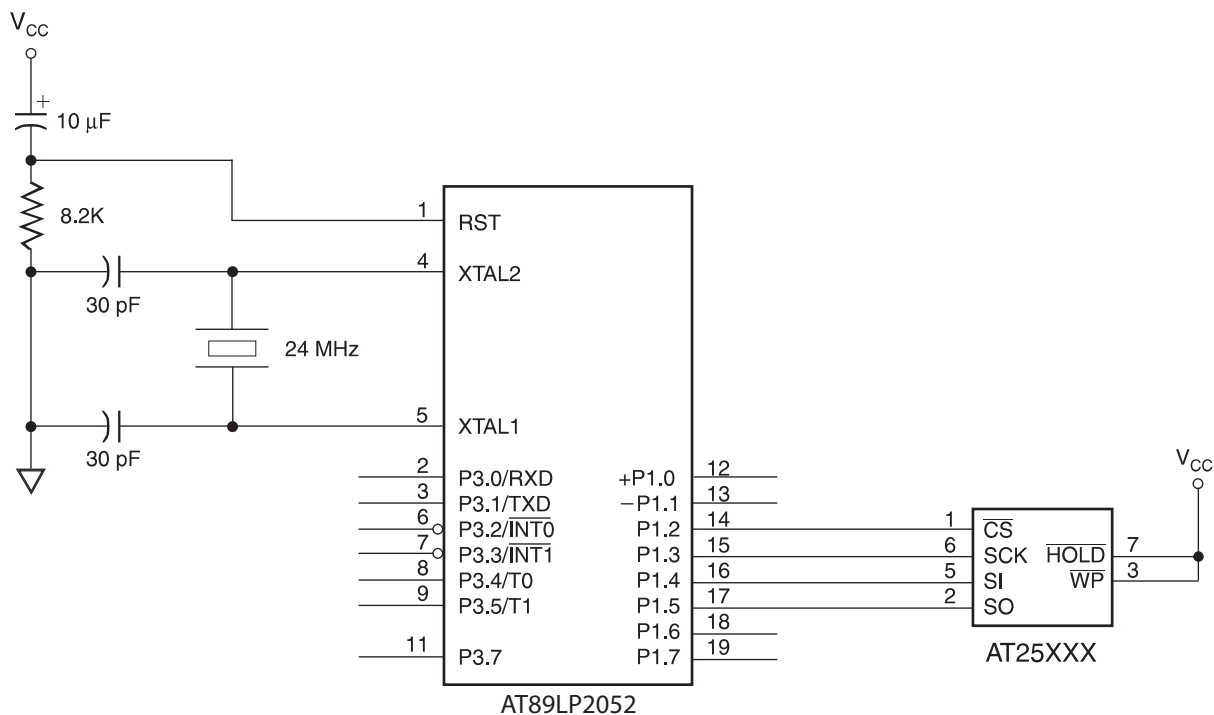 VCC
+
10 µF
8.2K
30 pF
24 MHz
30 pF
1 RST
4 XTAL2
5 XTAL1
2 P3.0/RXD
3 P3.1/TXD
6 P3.2/INT0
7 P3.3/INT1
8 P3.4/T0
9 P3.5/T1
11 P3.7
+P1.0 12
−P1.1 13
P1.2 14
P1.3 15
P1.4 16
P1.5 17
P1.6 18
P1.7 19
AT89LP2052
1 CS
6 SCK
5 SI
2 SO
HOLD 7
WP 3
VCC
AT25XXX